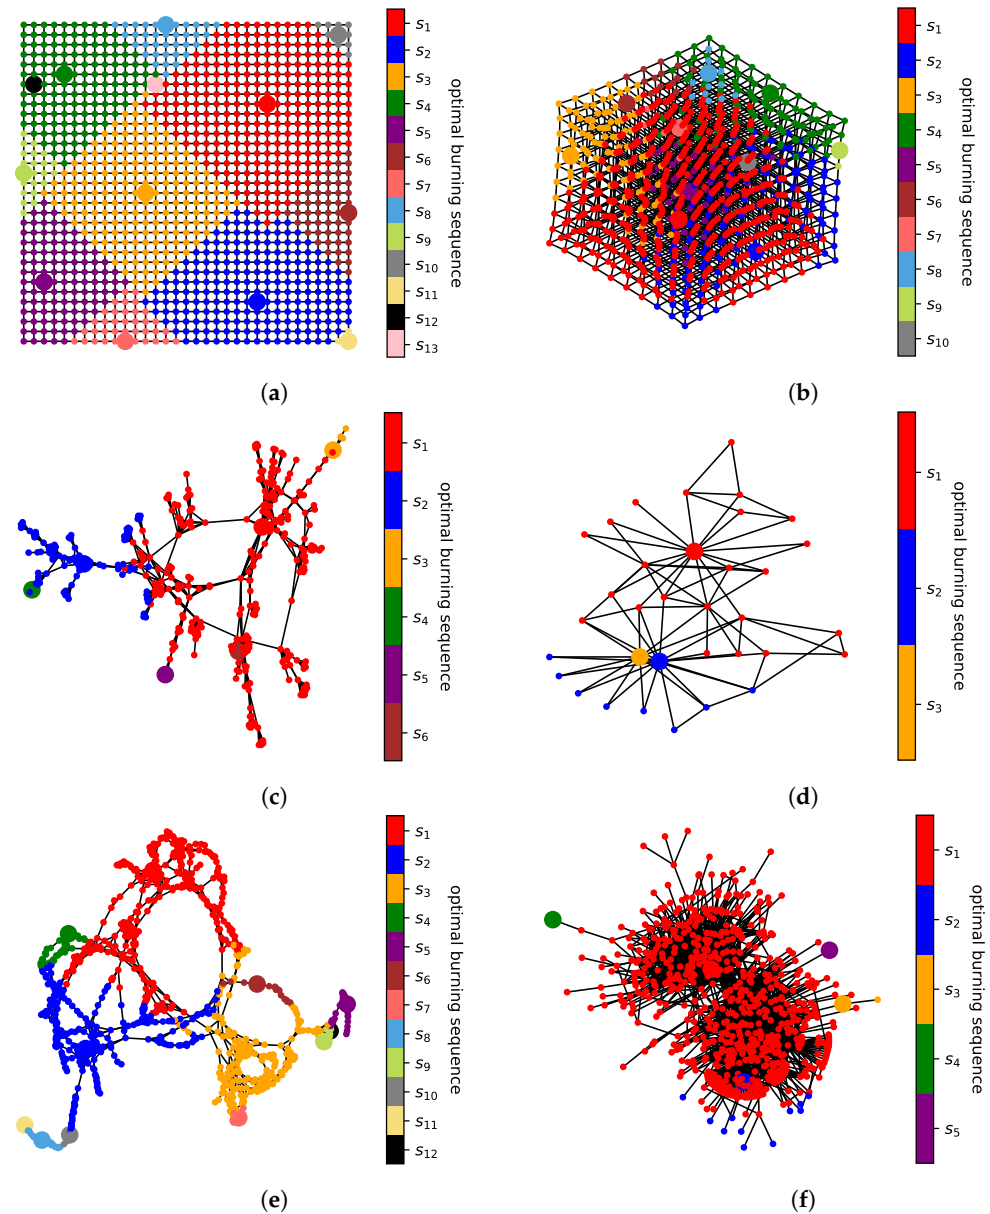 s1
s2
s3
s4
s5
s6
s7
s8
s9
s10
s11
s12
s13
optimal burning sequence
(a)
s1
s2
s3
s4
s5
s6
s7
s8
s9
s10
optimal burning sequence
(b)
s1
s2
s3
s4
s5
s6
optimal burning sequence
(c)
s1
s2
s3
optimal burning sequence
(d)
s1
s2
s3
s4
s5
s6
s7
s8
s9
s10
s11
s12
optimal burning sequence
(e)
s1
s2
s3
s4
s5
optimal burning sequence
(f)